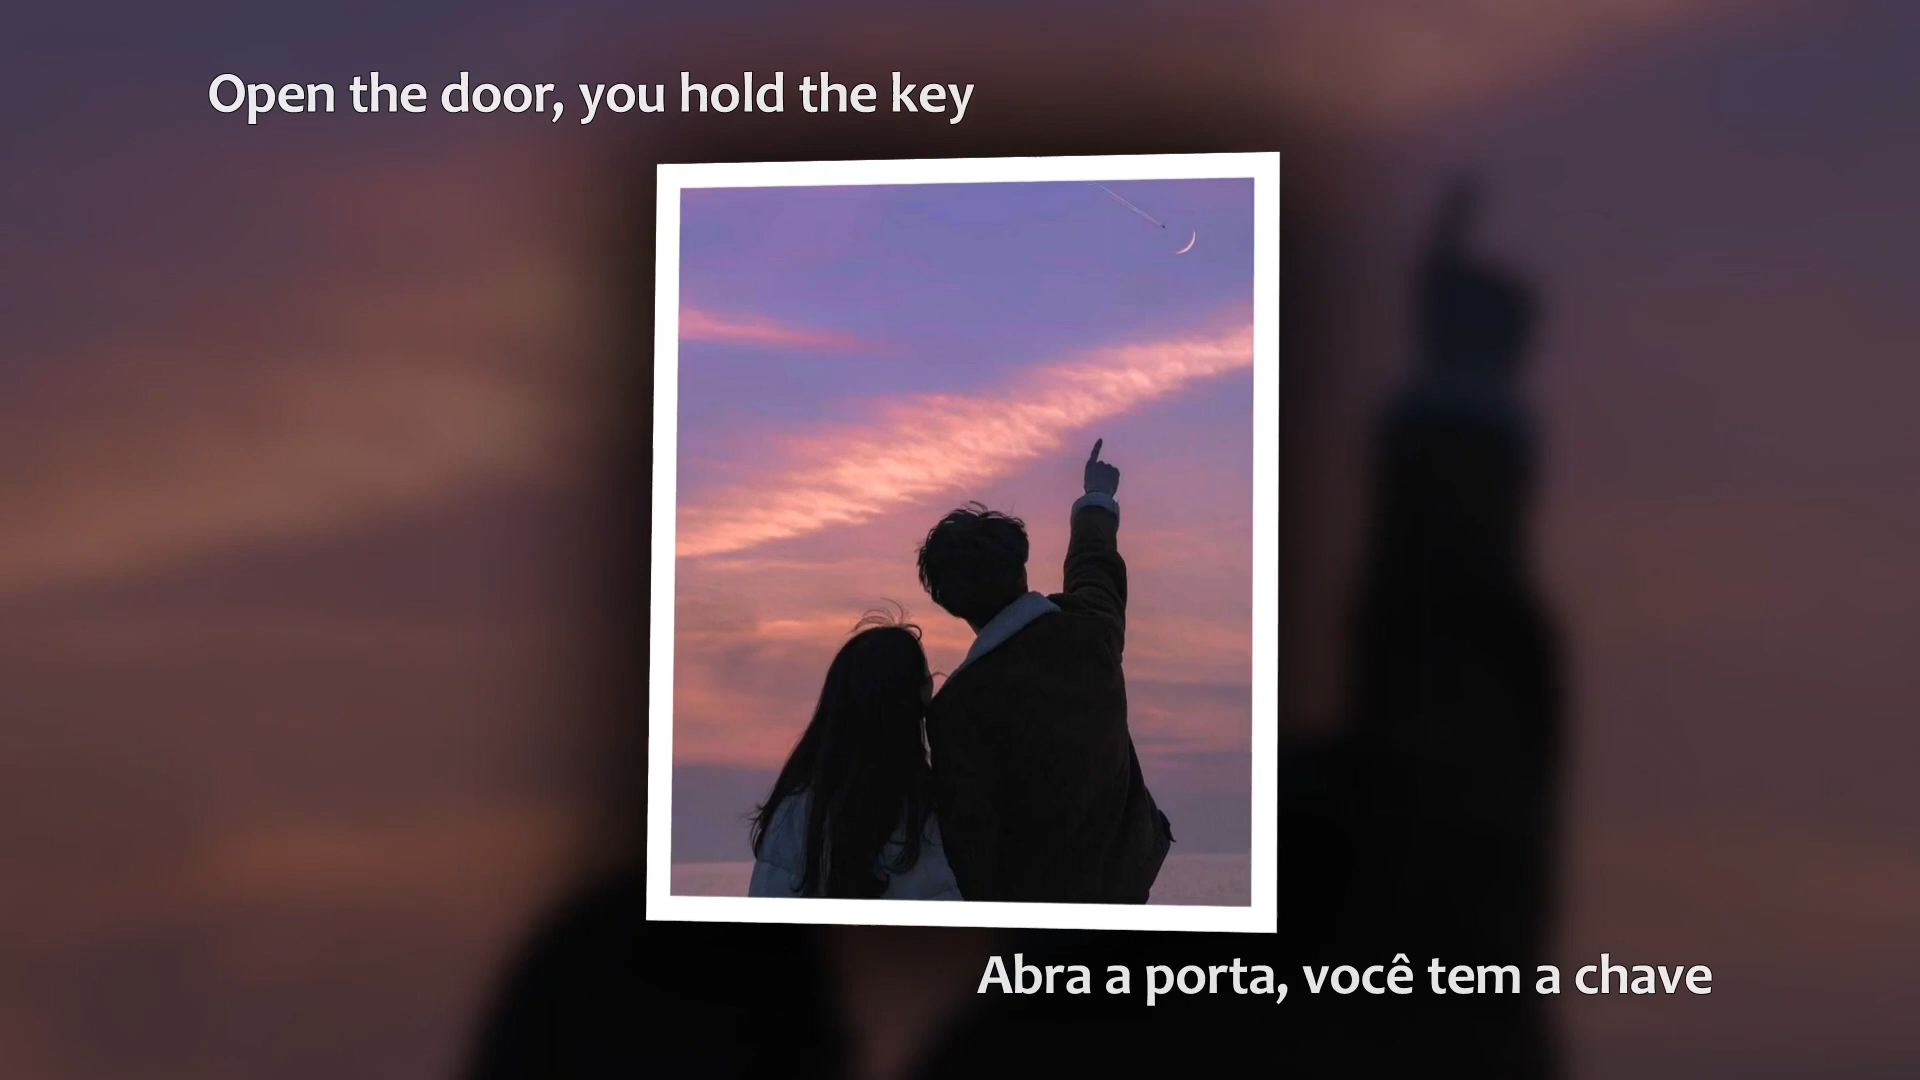 Open the door, you hold the key
Abra a porta, você tem a chave